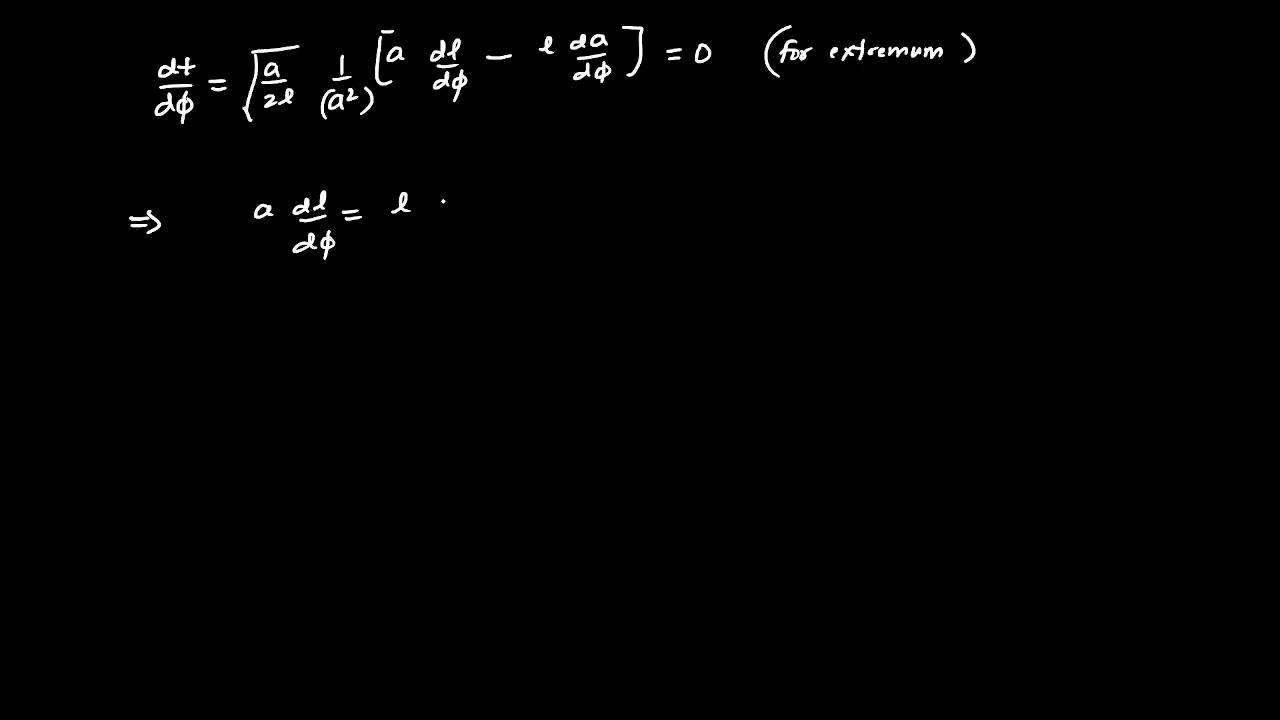 dt/dϕ = √(a/2l) 1/(a²) [a dl/dϕ − l da/dϕ] = 0 (for extremum)
⇒ a dl/dϕ = l ·